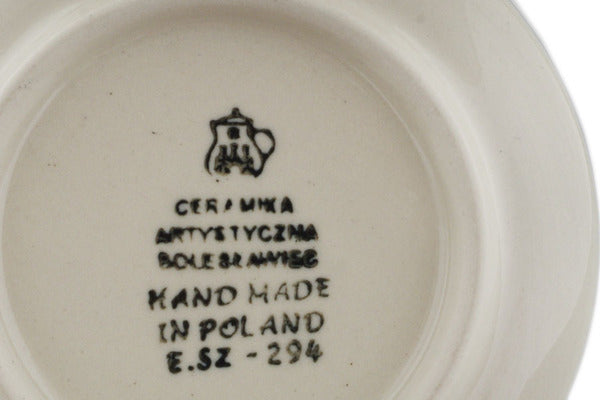 CERAMIKA
ARTYSTYCZNA
BOLESŁAWIEC
HAND MADE
IN POLAND
E.SZ - 294